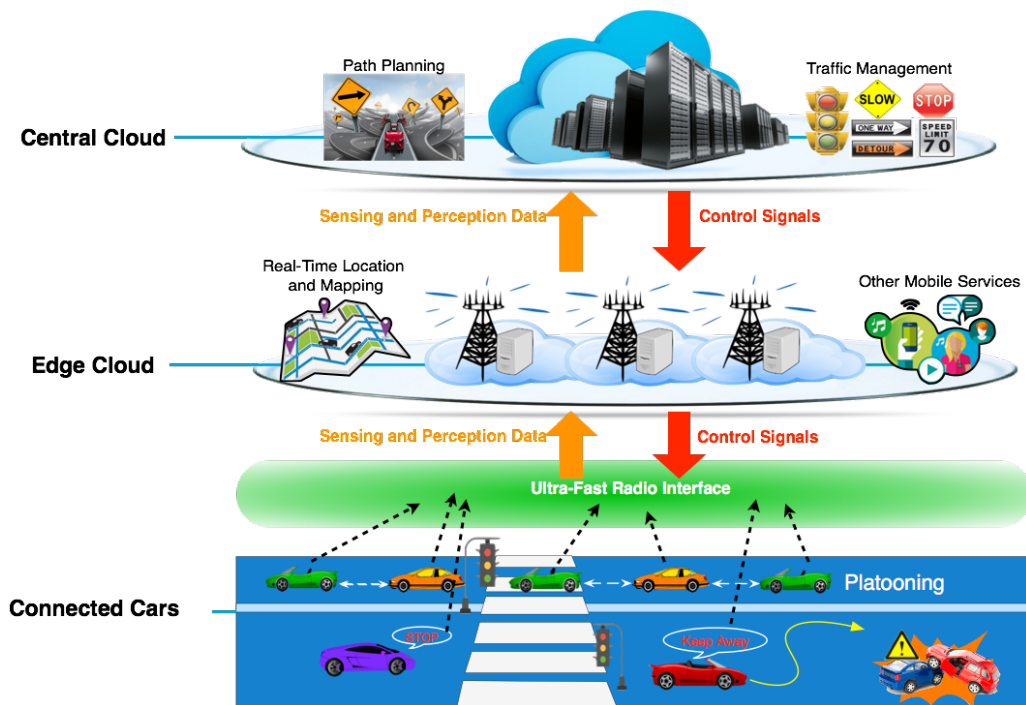 Path Planning
Traffic Management
SLOW
STOP
ONE WAY
SPEED
LIMIT
70
DETOUR
Central Cloud
Sensing and Perception Data
Control Signals
Real-Time Location
and Mapping
Other Mobile Services
Edge Cloud
Sensing and Perception Data
Control Signals
Ultra-Fast Radio Interface
Platooning
Connected Cars
STOP
Keep Away